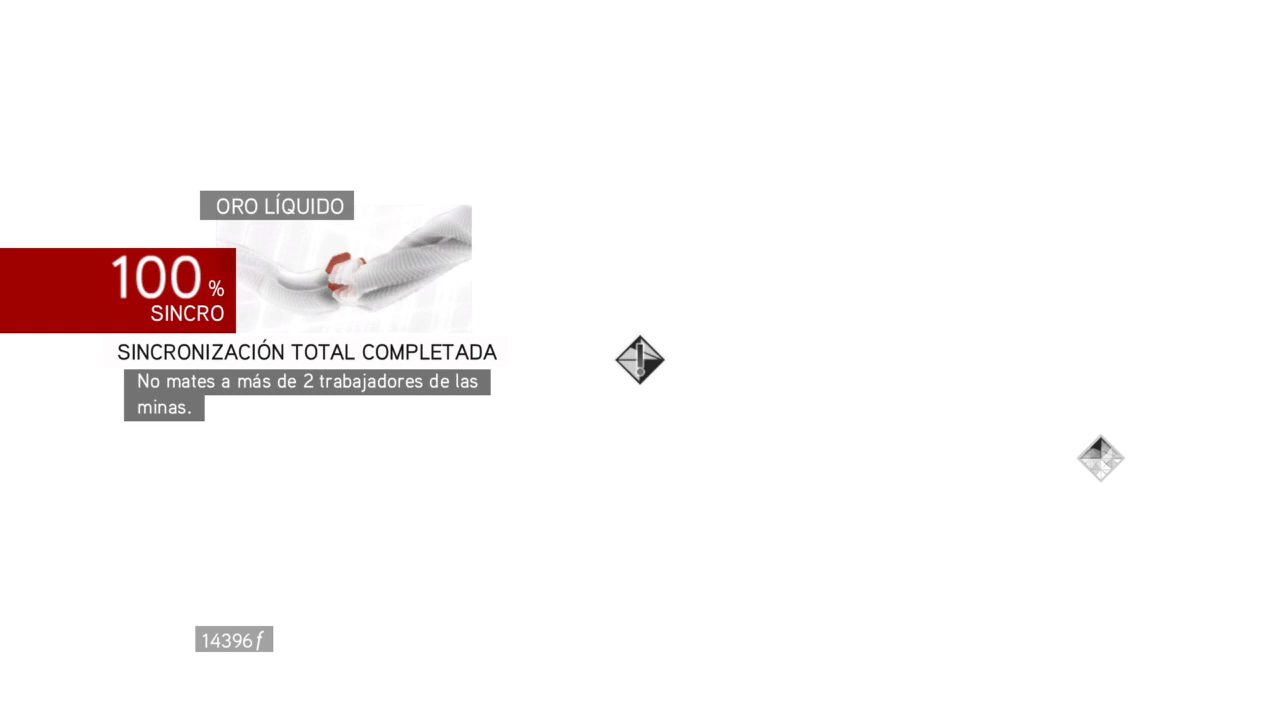 ORO LÍQUIDO
100 %
SINCRO
SINCRONIZACIÓN TOTAL COMPLETADA
No mates a más de 2 trabajadores de las
minas.
14396ƒ